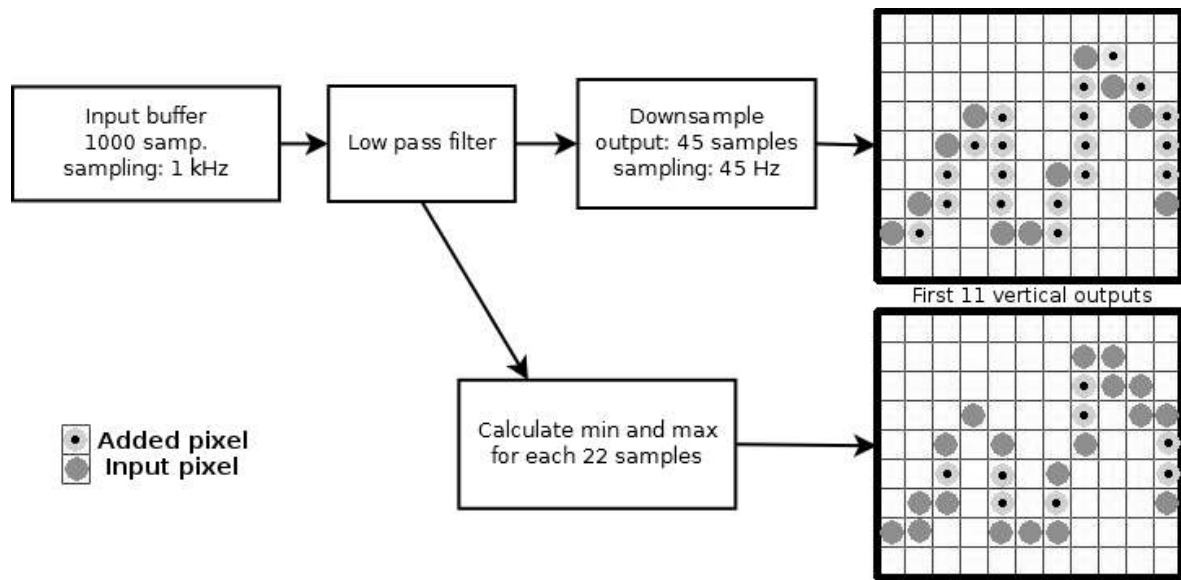 Input buffer
1000 samp.
sampling: 1 kHz
Low pass filter
Downsample
output: 45 samples
sampling: 45 Hz
First 11 vertical outputs
Calculate min and max
for each 22 samples
Added pixel
Input pixel